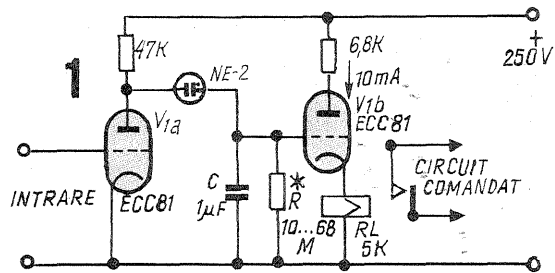 1
47K
NE-2
V1a
ECC81
INTRARE
C
1µF
*
R
10...68
M
6,8K
10mA
V1b
ECC81
RL
5K
+
250V
CIRCUIT
COMANDAT